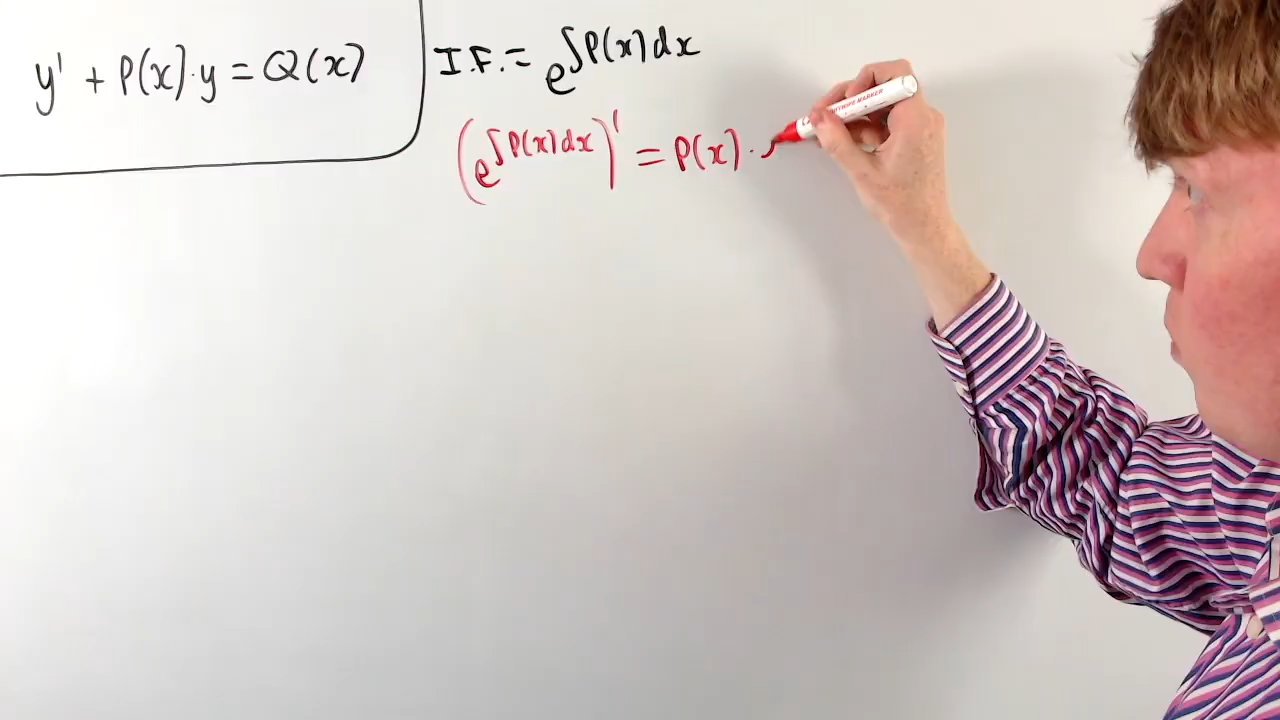 y' + P(x)·y = Q(x)
I.F. = e^∫P(x)dx
(e^∫P(x)dx)' = P(x)·